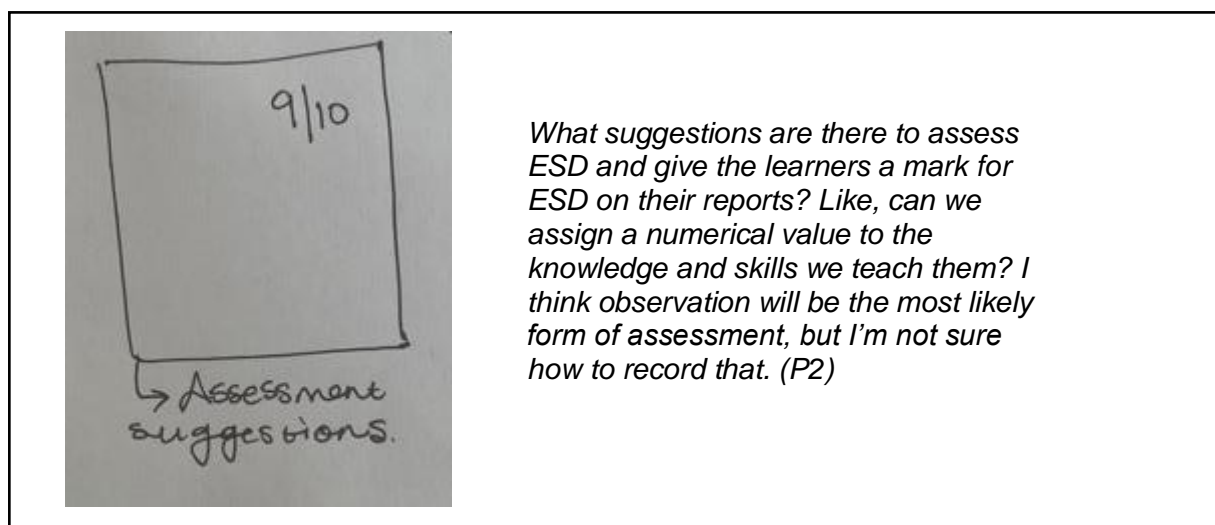 9/10
Assessment
suggestions.
What suggestions are there to assess
ESD and give the learners a mark for
ESD on their reports? Like, can we
assign a numerical value to the
knowledge and skills we teach them? I
think observation will be the most likely
form of assessment, but I'm not sure
how to record that. (P2)